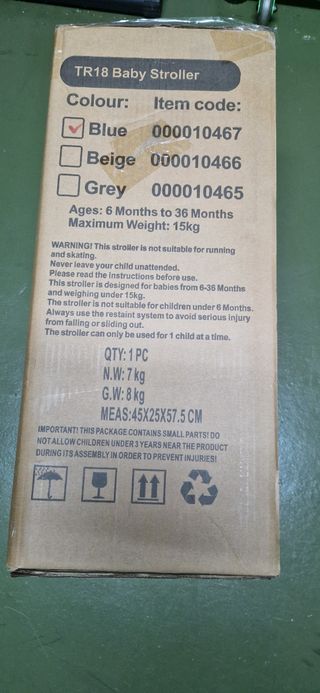 TR18 Baby Stroller
Colour: Item code:
Blue 000010467
Beige 000010466
Grey 000010465
Ages: 6 Months to 36 Months
Maximum Weight: 15kg
WARNING! This stroller is not suitable for running
and skating.
Never leave your child unattended.
Please read the instructions before use.
This stroller is designed for babies from 6-36 Months
and weighing under 15kg.
The stroller is not suitable for children under 6 Months.
Always use the restaint system to avoid serious injury
from falling or sliding out.
The stroller can only be used for 1 child at a time.
QTY: 1 PC
N.W: 7 kg
G.W: 8 kg
MEAS:45X25X57.5 CM
IMPORTANT! THIS PACKAGE CONTAINS SMALL PARTS! DO
NOT ALLOW CHILDREN UNDER 3 YEARS NEAR THE PRODUCT
DURING ITS ASSEMBLY IN ORDER TO PREVENT INJURIES!